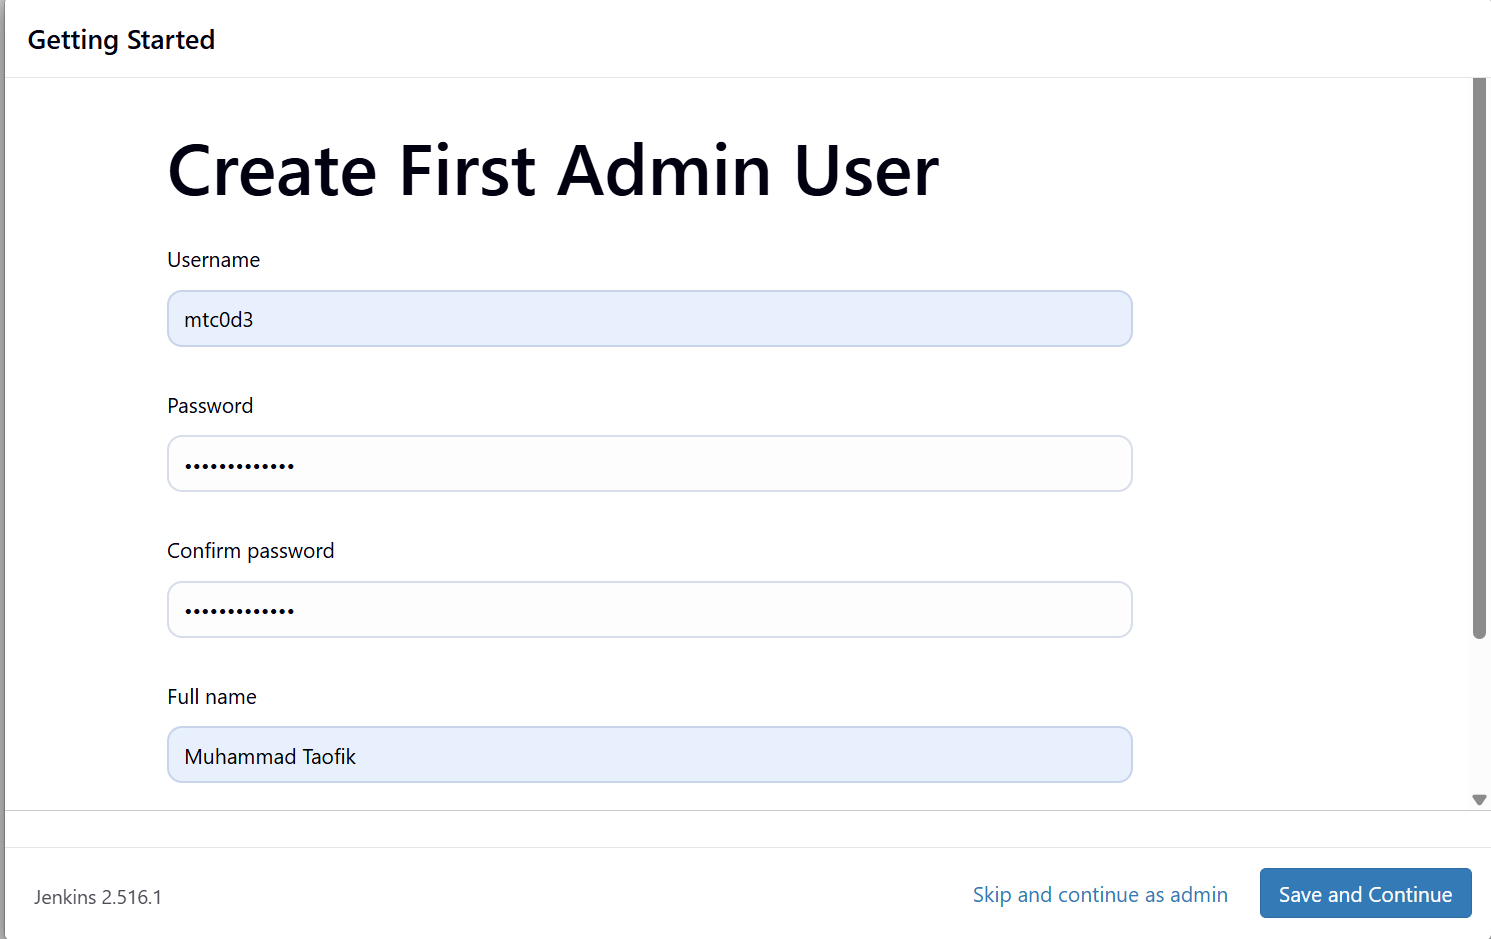 Getting Started
Create First Admin User
Username
mtc0d3
Password
•••••••••••••
Confirm password
•••••••••••••
Full name
Muhammad Taofik
Jenkins 2.516.1
Skip and continue as admin
Save and Continue